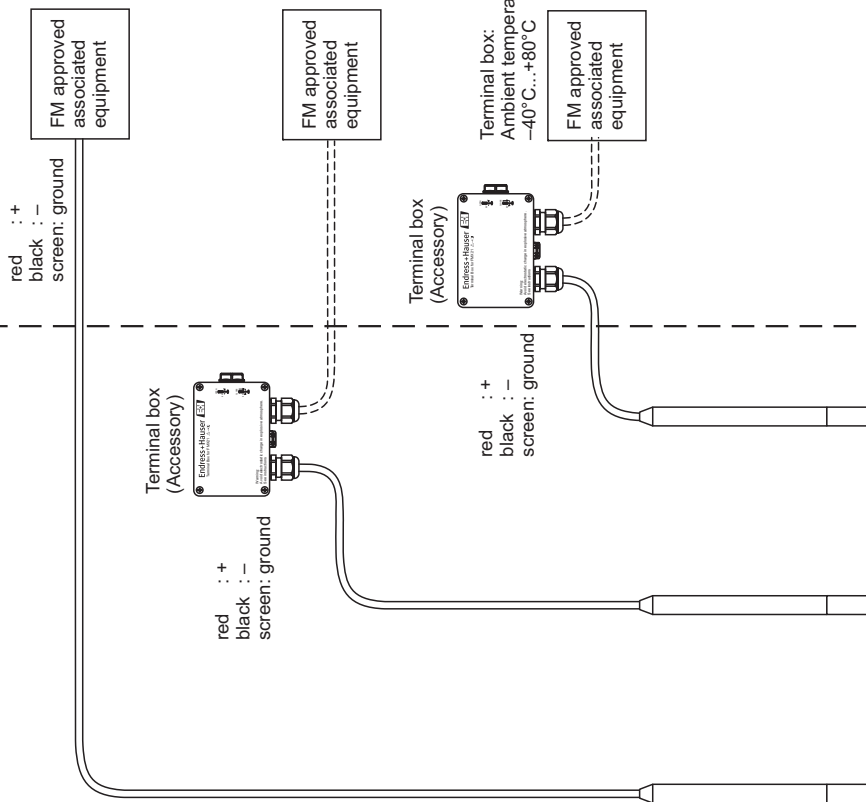 red : +
black : –
screen: ground
FM approved
associated
equipment
Terminal box
(Accessory)
Endress+Hauser
red : +
black : –
screen: ground
FM approved
associated
equipment
Terminal box
(Accessory)
Endress+Hauser
red : +
black : –
screen: ground
Terminal box:
Ambient tempera
–40°C...+80°C
FM approved
associated
equipment